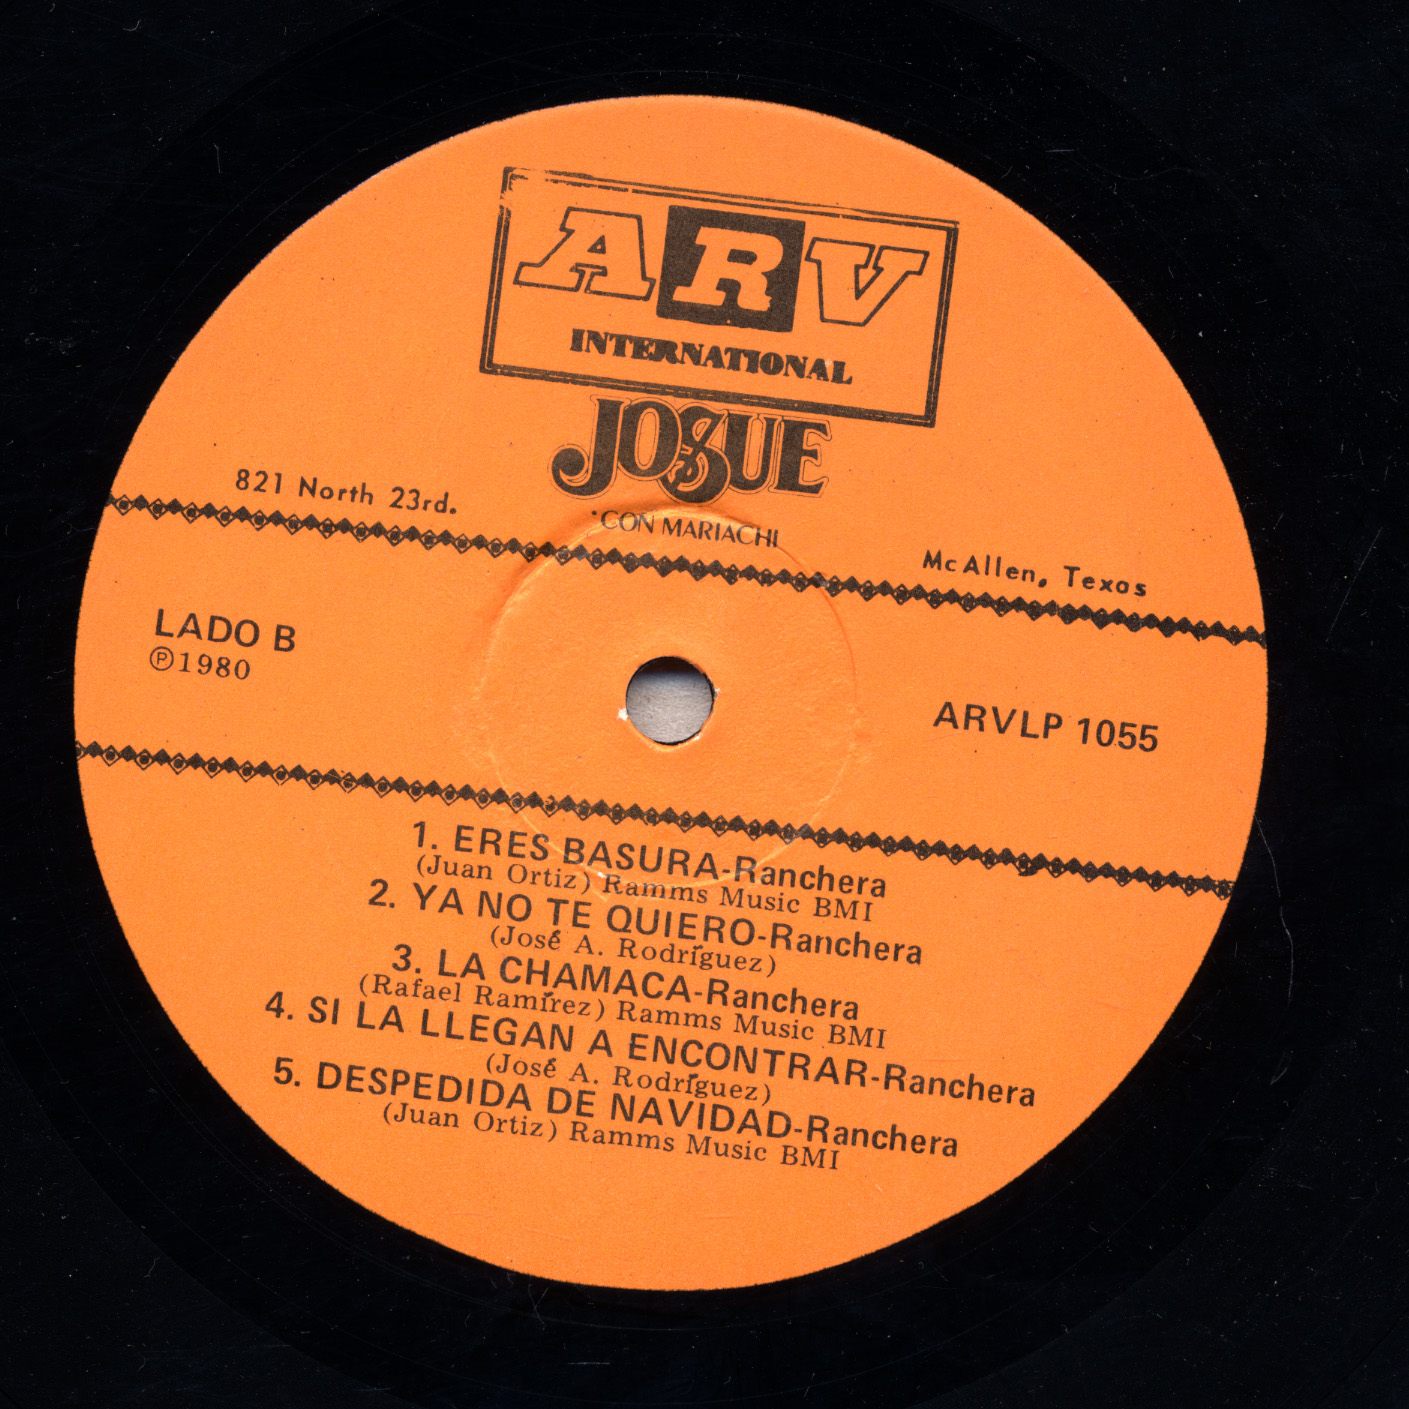 ARV
INTERNATIONAL
JOSUE
CON MARIACHI
821 North 23rd.
McAllen, Texas
LADO B
Ⓟ1980
ARVLP 1055
1. ERES BASURA-Ranchera
(Juan Ortiz) Ramms Music BMI
2. YA NO TE QUIERO-Ranchera
(José A. Rodríguez)
3. LA CHAMACA-Ranchera
(Rafael Ramírez) Ramms Music BMI
4. SI LA LLEGAN A ENCONTRAR-Ranchera
(José A. Rodríguez)
5. DESPEDIDA DE NAVIDAD-Ranchera
(Juan Ortiz) Ramms Music BMI